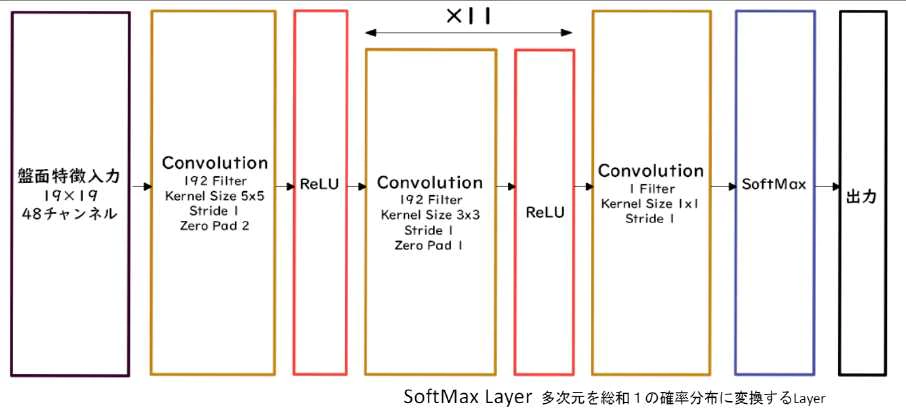 ×11
盤面特徴入力
19×19
48チャンネル
Convolution
192 Filter
Kernel Size 5x5
Stride 1
Zero Pad 2
ReLU
Convolution
192 Filter
Kernel Size 3x3
Stride 1
Zero Pad 1
ReLU
Convolution
1 Filter
Kernel Size 1x1
Stride 1
SoftMax
出力
SoftMax Layer 多次元を総和１の確率分布に変換するLayer